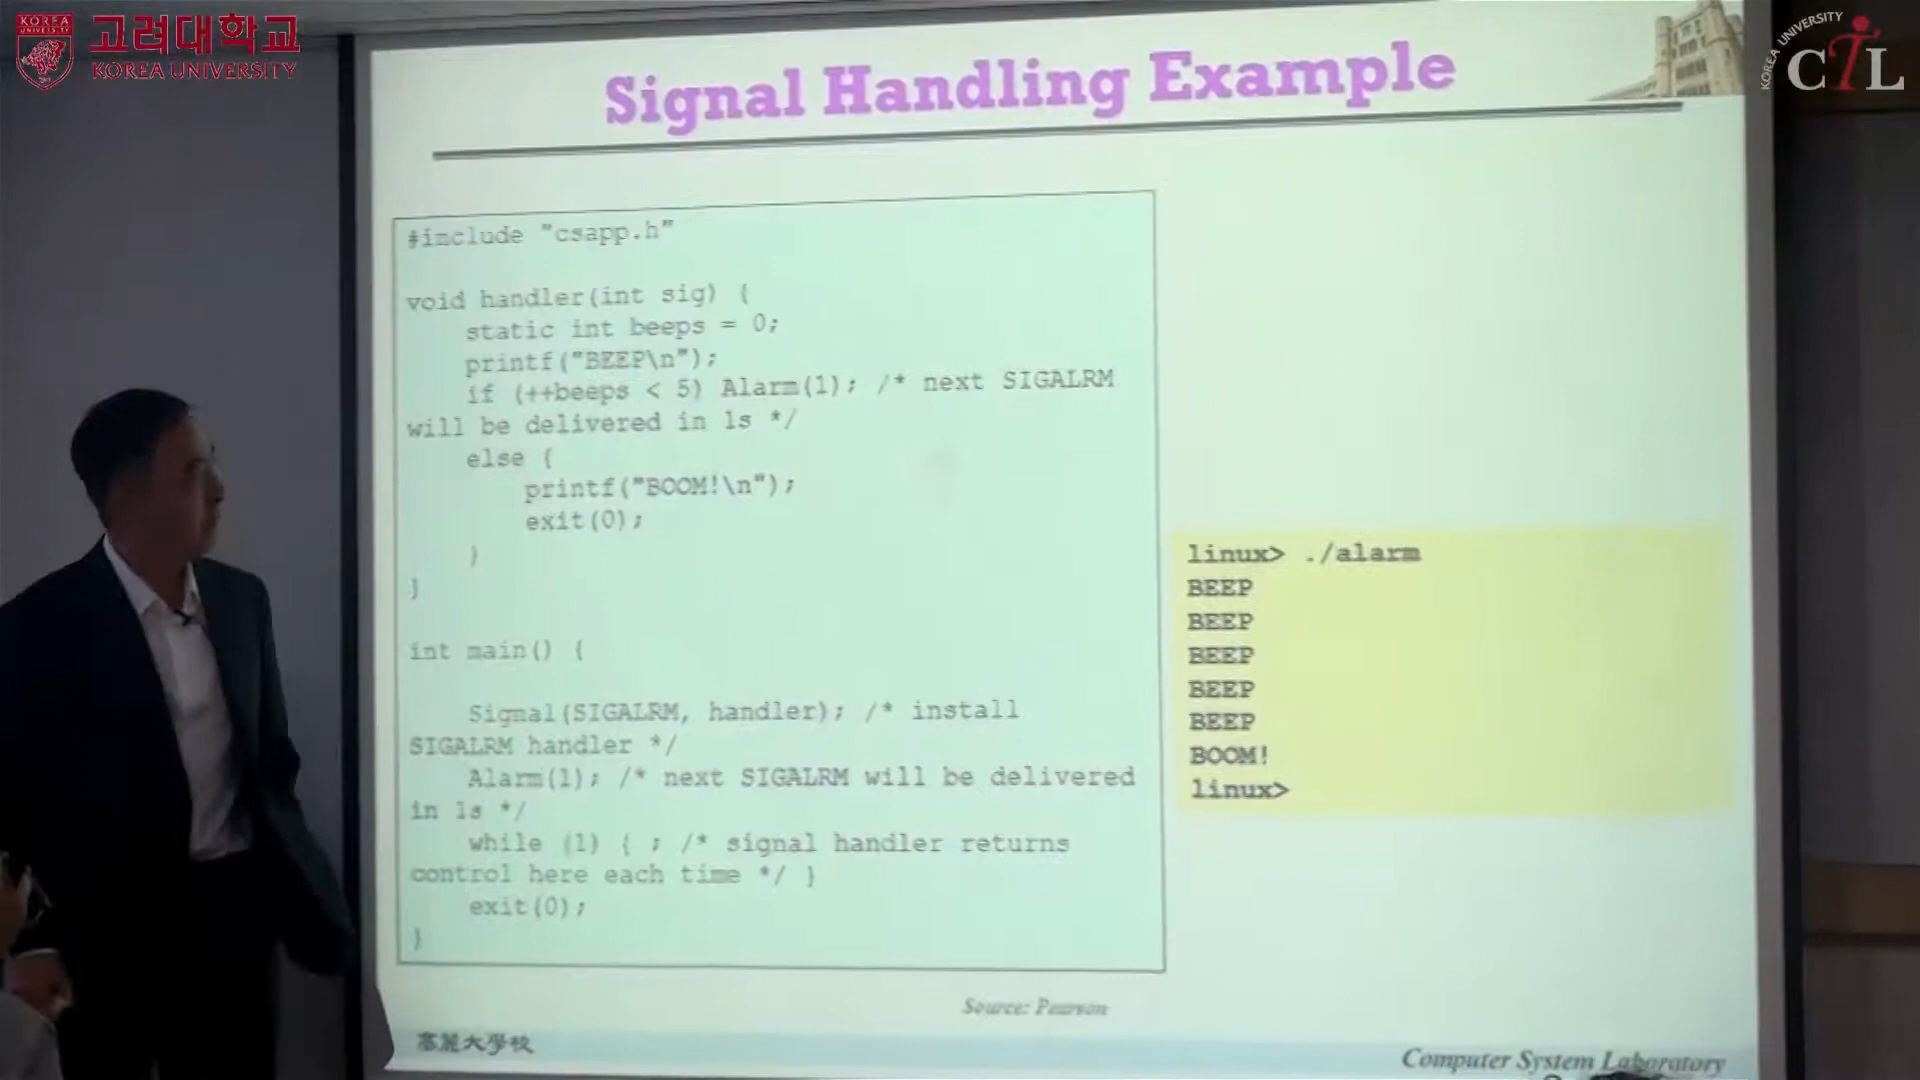 KOREA
UNIVERSITY
고려대학교
KOREA UNIVERSITY
KOREA UNIVERSITY
CTL
Signal Handling Example
#include "csapp.h"
void handler(int sig) {
static int beeps = 0;
printf("BEEP\n");
if (++beeps < 5) Alarm(1); /* next SIGALRM
will be delivered in 1s */
else {
printf("BOOM!\n");
exit(0);
}
}
int main() {
Signal(SIGALRM, handler); /* install
SIGALRM handler */
Alarm(1); /* next SIGALRM will be delivered
in 1s */
while (1) { ; /* signal handler returns
control here each time */ }
exit(0);
}
linux> ./alarm
BEEP
BEEP
BEEP
BEEP
BEEP
BOOM!
linux>
Source: Pearson
高麗大學校
Computer System Laboratory